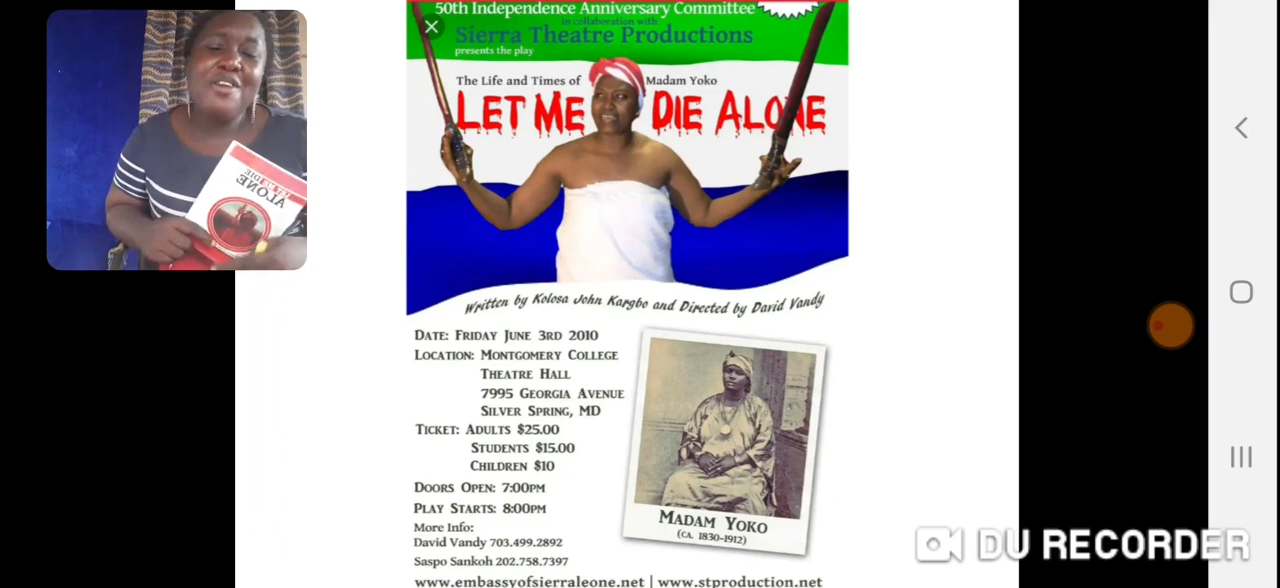 50th Independence Anniversary Committee
in collaboration with
Sierra Theatre Productions
presents the play
The Life and Times of Madam Yoko
LET ME DIE ALONE
LET ME DIE
ALONE
Written by Kolosa John Kargbo and Directed by David Vandy
DATE: FRIDAY JUNE 3RD 2010
LOCATION: MONTGOMERY COLLEGE
THEATRE HALL
7995 GEORGIA AVENUE
SILVER SPRING, MD
TICKET: ADULTS $25.00
STUDENTS $15.00
CHILDREN $10
DOORS OPEN: 7:00PM
PLAY STARTS: 8:00PM
More Info:
David Vandy 703.499.2892
Saspo Sankoh 202.758.7397
www.embassyofsierraleone.net | www.stproduction.net
MADAM YOKO
(CA. 1830-1912)
DU RECORDER